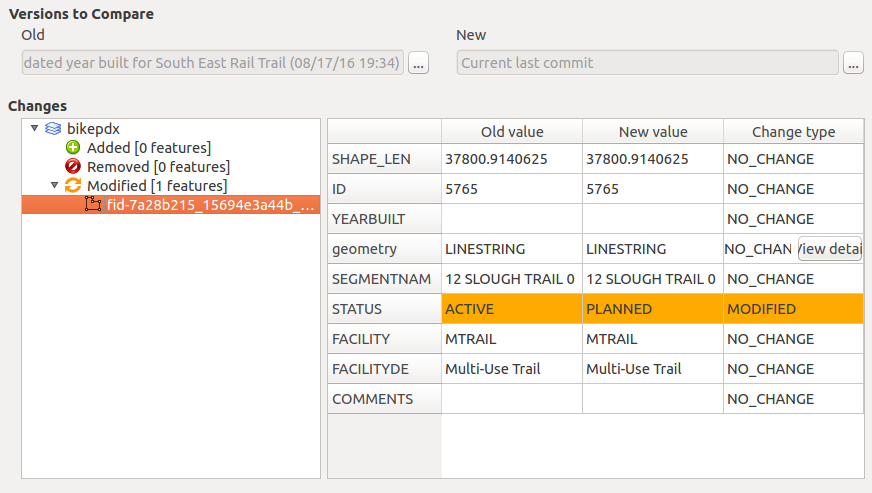 Versions to Compare
Old New
dated year built for South East Rail Trail (08/17/16 19:34) ... Current last commit ...
Changes
bikepdx
Added [0 features]
Removed [0 features]
Modified [1 features]
fid-7a28b215_15694e3a44b_...
Old value New value Change type
SHAPE_LEN 37800.9140625 37800.9140625 NO_CHANGE
ID 5765 5765 NO_CHANGE
YEARBUILT NO_CHANGE
geometry LINESTRING LINESTRING NO_CHAN View detai
SEGMENTNAM 12 SLOUGH TRAIL 0 12 SLOUGH TRAIL 0 NO_CHANGE
STATUS ACTIVE PLANNED MODIFIED
FACILITY MTRAIL MTRAIL NO_CHANGE
FACILITYDE Multi-Use Trail Multi-Use Trail NO_CHANGE
COMMENTS NO_CHANGE